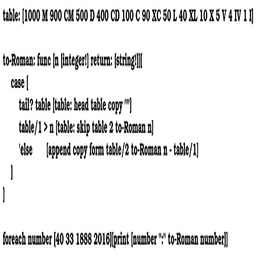 table: [1000 M 900 CM 500 D 400 CD 100 C 90 XC 50 L 40 XL 10 X 5 V 4 IV 1 I]
to-Roman: func [n [integer!] return: [string!]][
case [
tail? table [table: head table copy ""]
table/1 > n [table: skip table 2 to-Roman n]
'else [append copy form table/2 to-Roman n - table/1]
]
]
foreach number [40 33 1888 2016][print [number ":" to-Roman number]]